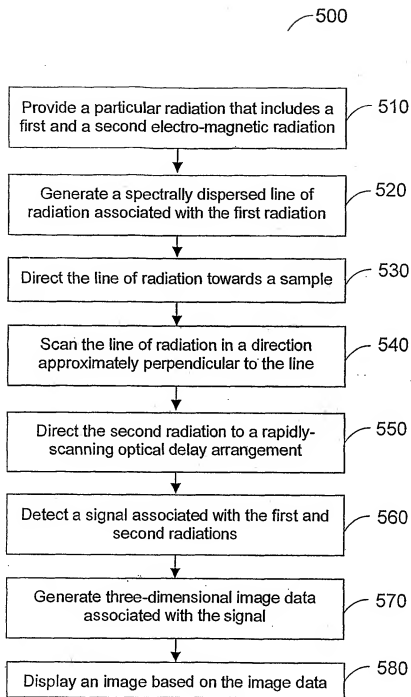 500
Provide a particular radiation that includes a
first and a second electro-magnetic radiation
510
Generate a spectrally dispersed line of
radiation associated with the first radiation
520
Direct the line of radiation towards a sample
530
Scan the line of radiation in a direction
approximately perpendicular to the line
540
Direct the second radiation to a rapidly-
scanning optical delay arrangement
550
Detect a signal associated with the first and
second radiations
560
Generate three-dimensional image data
associated with the signal
570
Display an image based on the image data
580